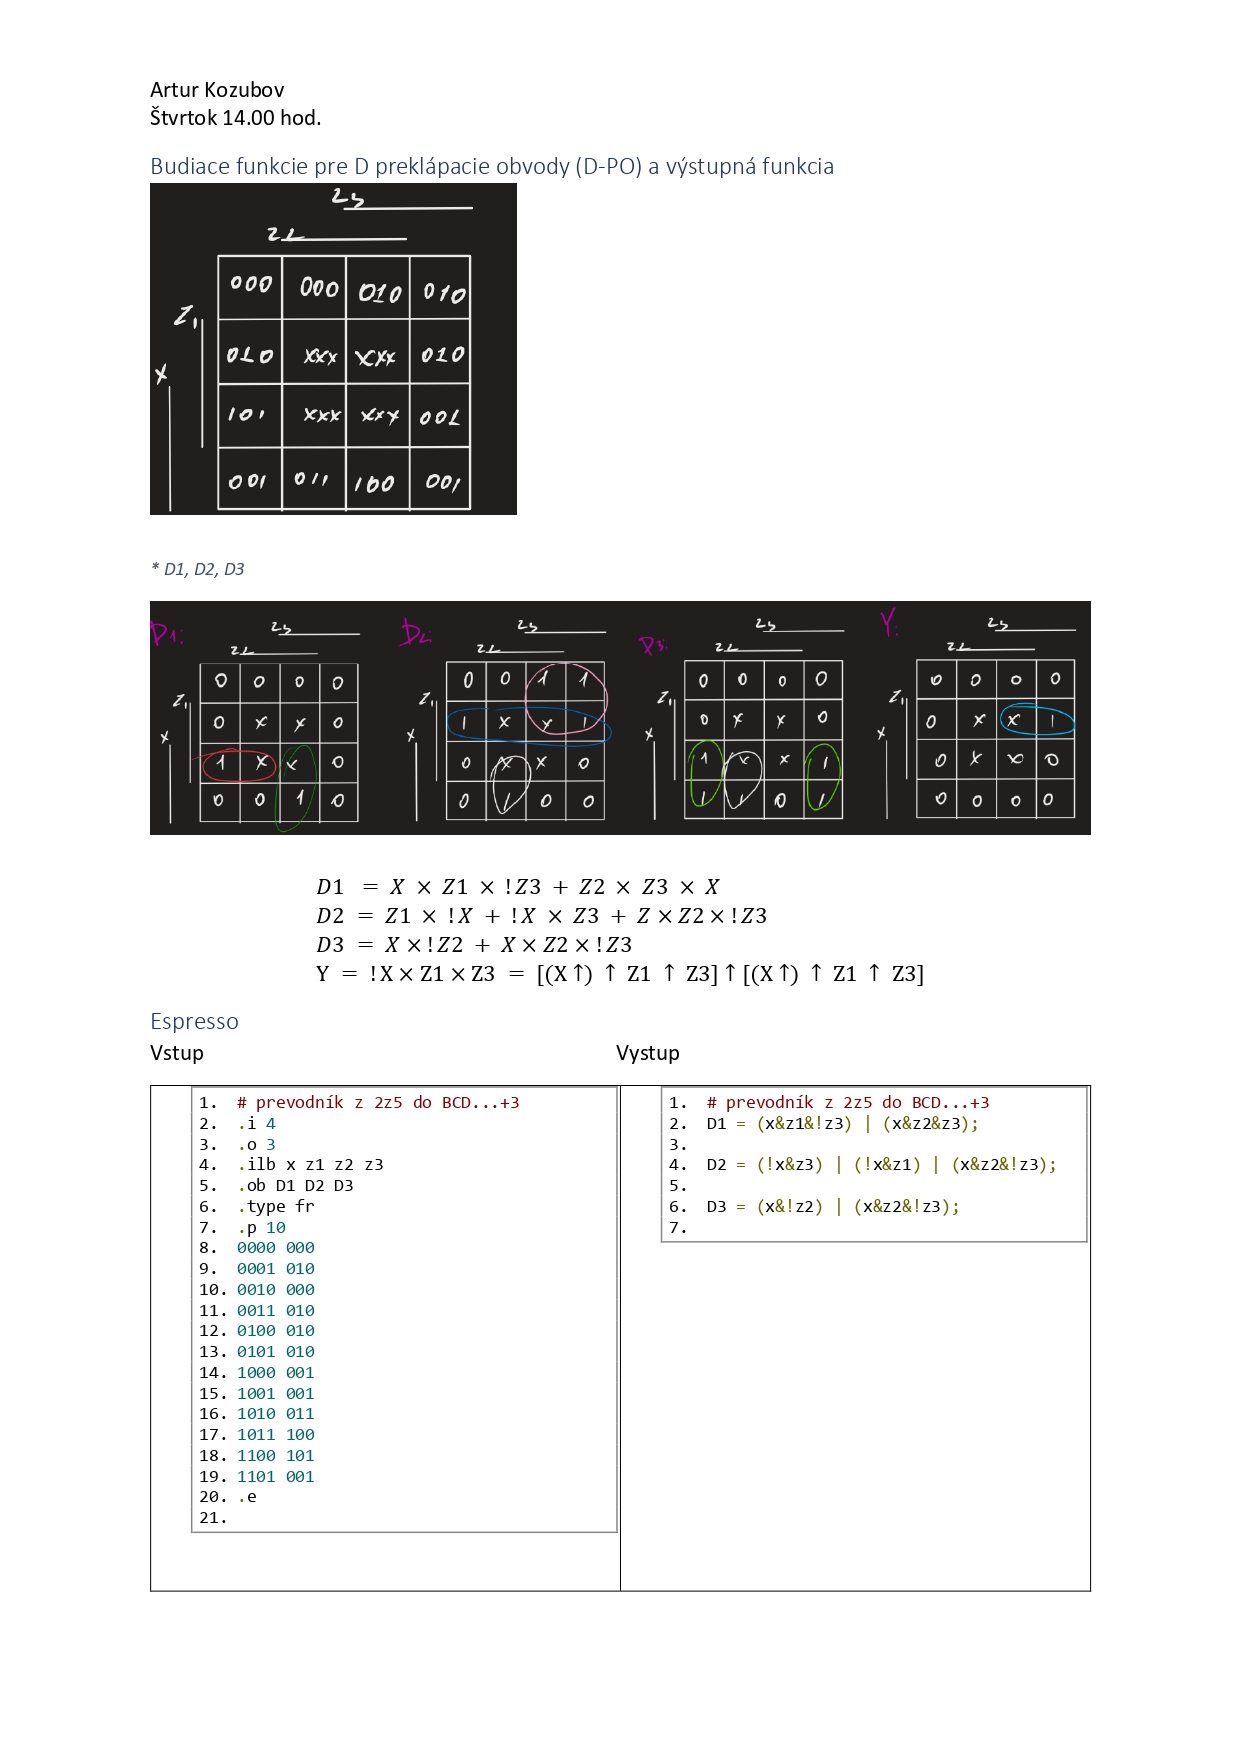 Artur Kozubov
Štvrtok 14.00 hod.
Budiace funkcie pre D preklápacie obvody (D-PO) a výstupná funkcia
z3
z2
000 000 010 010
z1
010 xxx xxx 010
x
101 xxx xxx 001
001 011 100 001
* D1, D2, D3
D1: z3 D2: z3 D3: z3 Y: z3
z2 z2 z2 z2
0 0 0 0 0 0 1 1 0 0 0 0 0 0 0 0
z1 z1 z1 z1
0 x x 0 1 x x 1 0 x x 0 0 x x 1
x x x x
1 x x 0 0 x x 0 1 x x 1 0 x x 0
0 0 1 0 0 1 0 0 1 1 0 1 0 0 0 0
D1 = X × Z1 × !Z3 + Z2 × Z3 × X
D2 = Z1 × !X + !X × Z3 + Z × Z2 × !Z3
D3 = X × !Z2 + X × Z2 × !Z3
Y = !X × Z1 × Z3 = [(X ↑) ↑ Z1 ↑ Z3] ↑ [(X ↑) ↑ Z1 ↑ Z3]
Espresso
Vstup Vystup
1. # prevodník z 2z5 do BCD...+3
2. .i 4
3. .o 3
4. .ilb x z1 z2 z3
5. .ob D1 D2 D3
6. .type fr
7. .p 10
8. 0000 000
9. 0001 010
10. 0010 000
11. 0011 010
12. 0100 010
13. 0101 010
14. 1000 001
15. 1001 001
16. 1010 011
17. 1011 100
18. 1100 101
19. 1101 001
20. .e
21.
1. # prevodník z 2z5 do BCD...+3
2. D1 = (x&z1&!z3) | (x&z2&z3);
3.
4. D2 = (!x&z3) | (!x&z1) | (x&z2&!z3);
5.
6. D3 = (x&!z2) | (x&z2&!z3);
7.